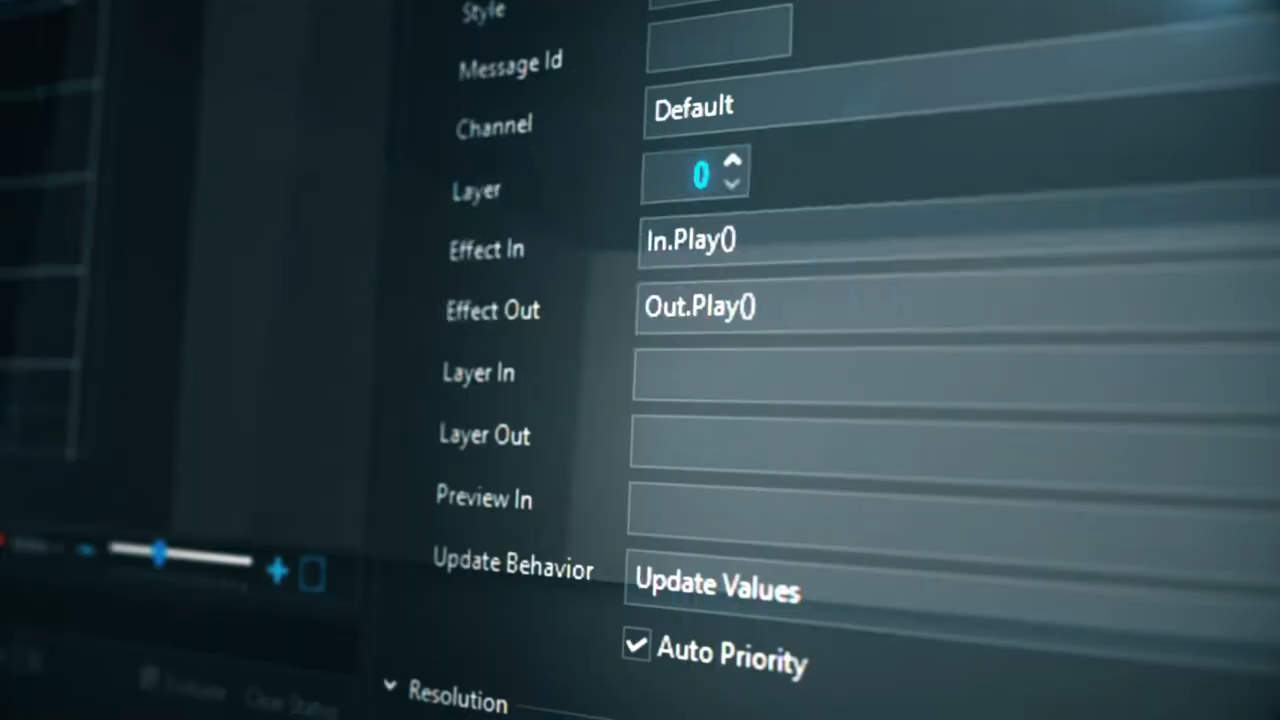 Style
Message Id
Channel Default
Layer 0
Effect In In.Play()
Effect Out Out.Play()
Layer In
Layer Out
Preview In
Update Behavior Update Values
Auto Priority
Resolution